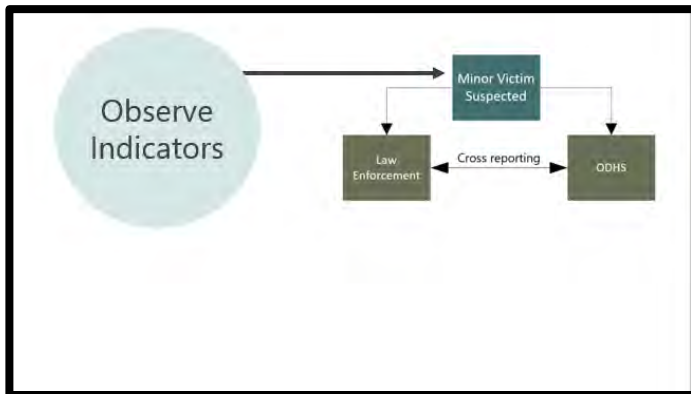 Observe
Indicators
Minor Victim
Suspected
Law
Enforcement
Cross reporting
ODHS